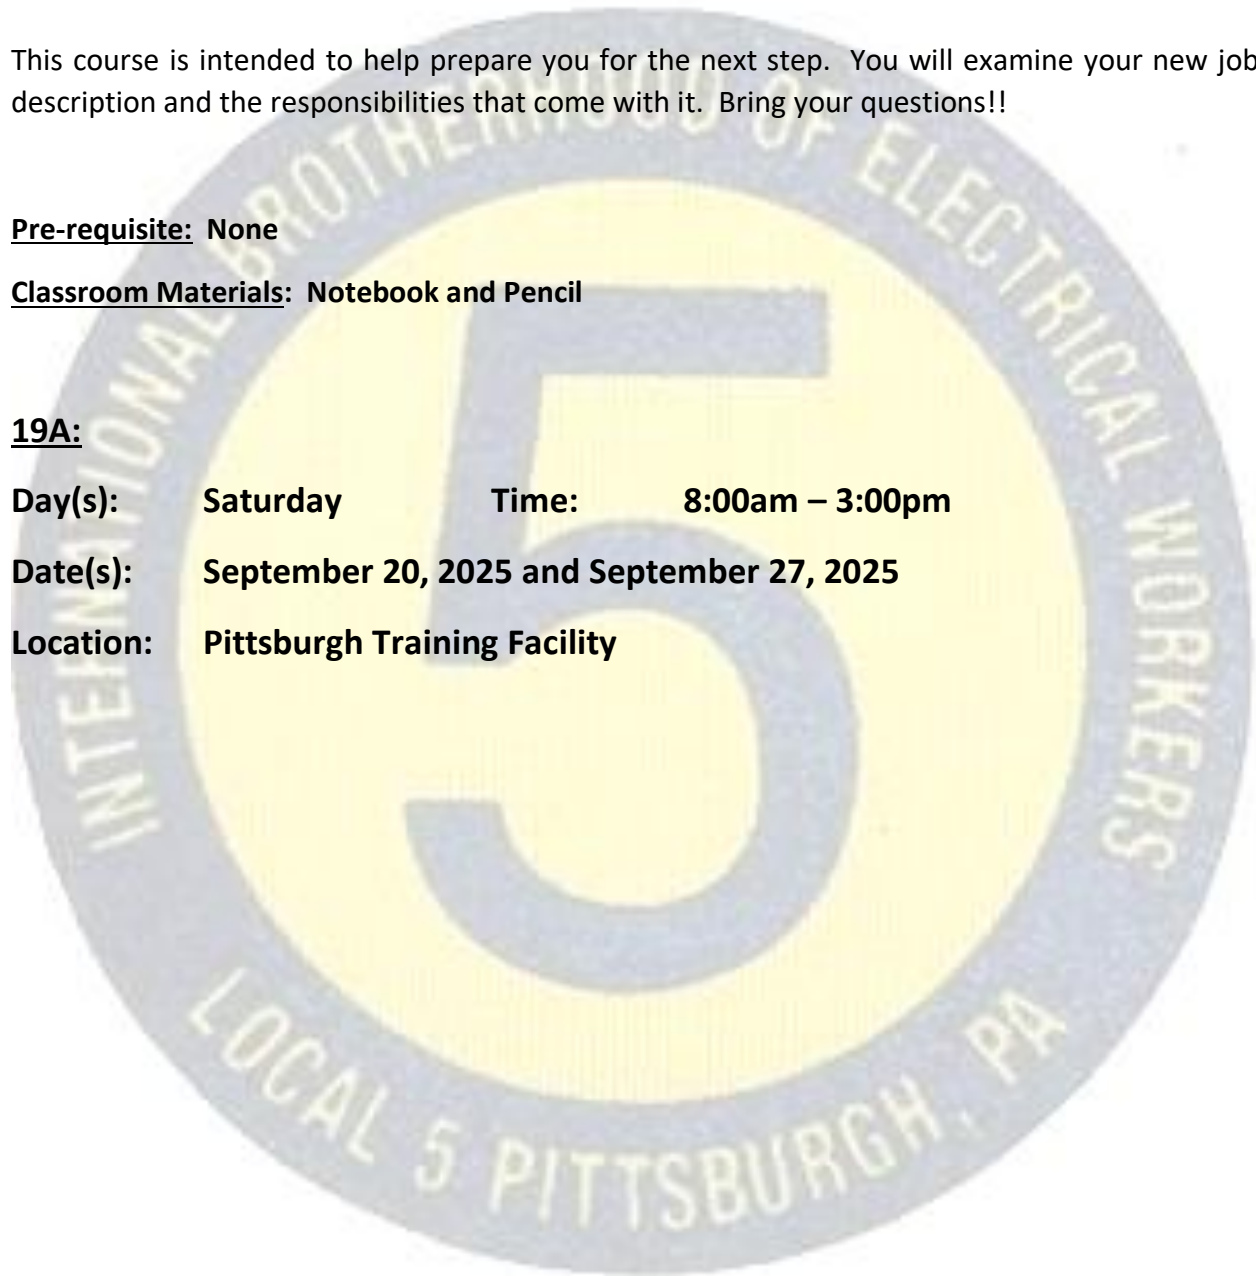 This course is intended to help prepare you for the next step.  You will examine your new job
description and the responsibilities that come with it.  Bring your questions!!
Pre-requisite:  None
Classroom Materials:  Notebook and Pencil
19A:
Day(s): Saturday Time: 8:00am – 3:00pm
Date(s): September 20, 2025 and September 27, 2025
Location: Pittsburgh Training Facility
INTERNATIONAL BROTHERHOOD OF ELECTRICAL WORKERS
5
LOCAL 5 PITTSBURGH, PA